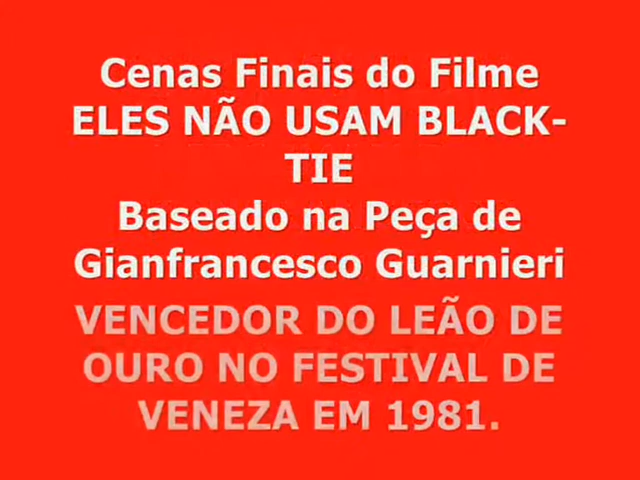 Cenas Finais do Filme
ELES NÃO USAM BLACK-
TIE
Baseado na Peça de
Gianfrancesco Guarnieri
VENCEDOR DO LEÃO DE
OURO NO FESTIVAL DE
VENEZA EM 1981.